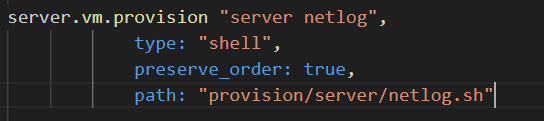 server.vm.provision "server netlog",
type: "shell",
preserve_order: true,
path: "provision/server/netlog.sh"